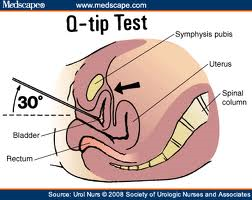 Medscape® www.medscape.com
Q-tip Test
Symphysis pubis
Uterus
30°
Spinal
column
Bladder
Rectum
Source: Urol Nurs © 2008 Society of Urologic Nurses and Associates